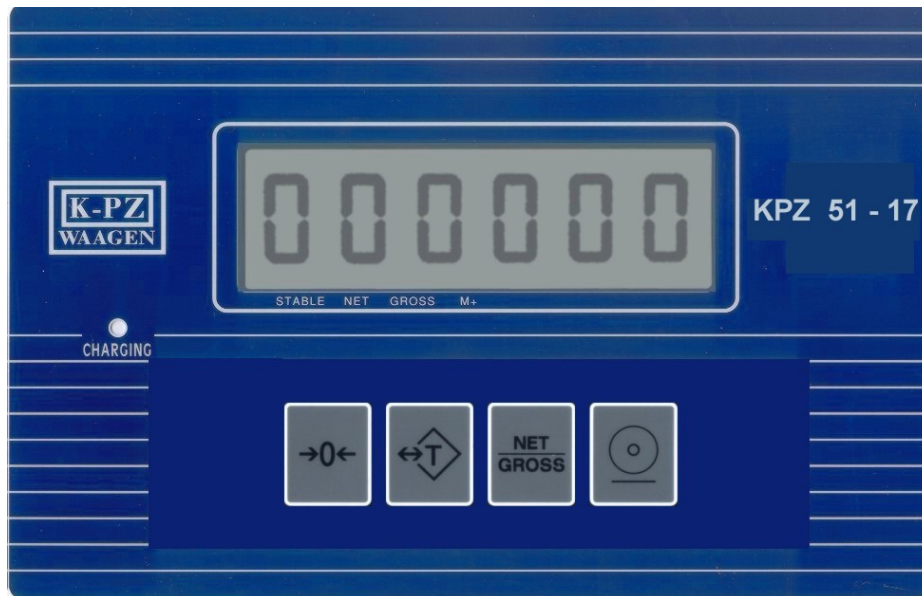 K-PZ
WAAGEN
000000
KPZ 51 - 17
STABLE NET GROSS M+
CHARGING
→0←
↔T
NET
GROSS